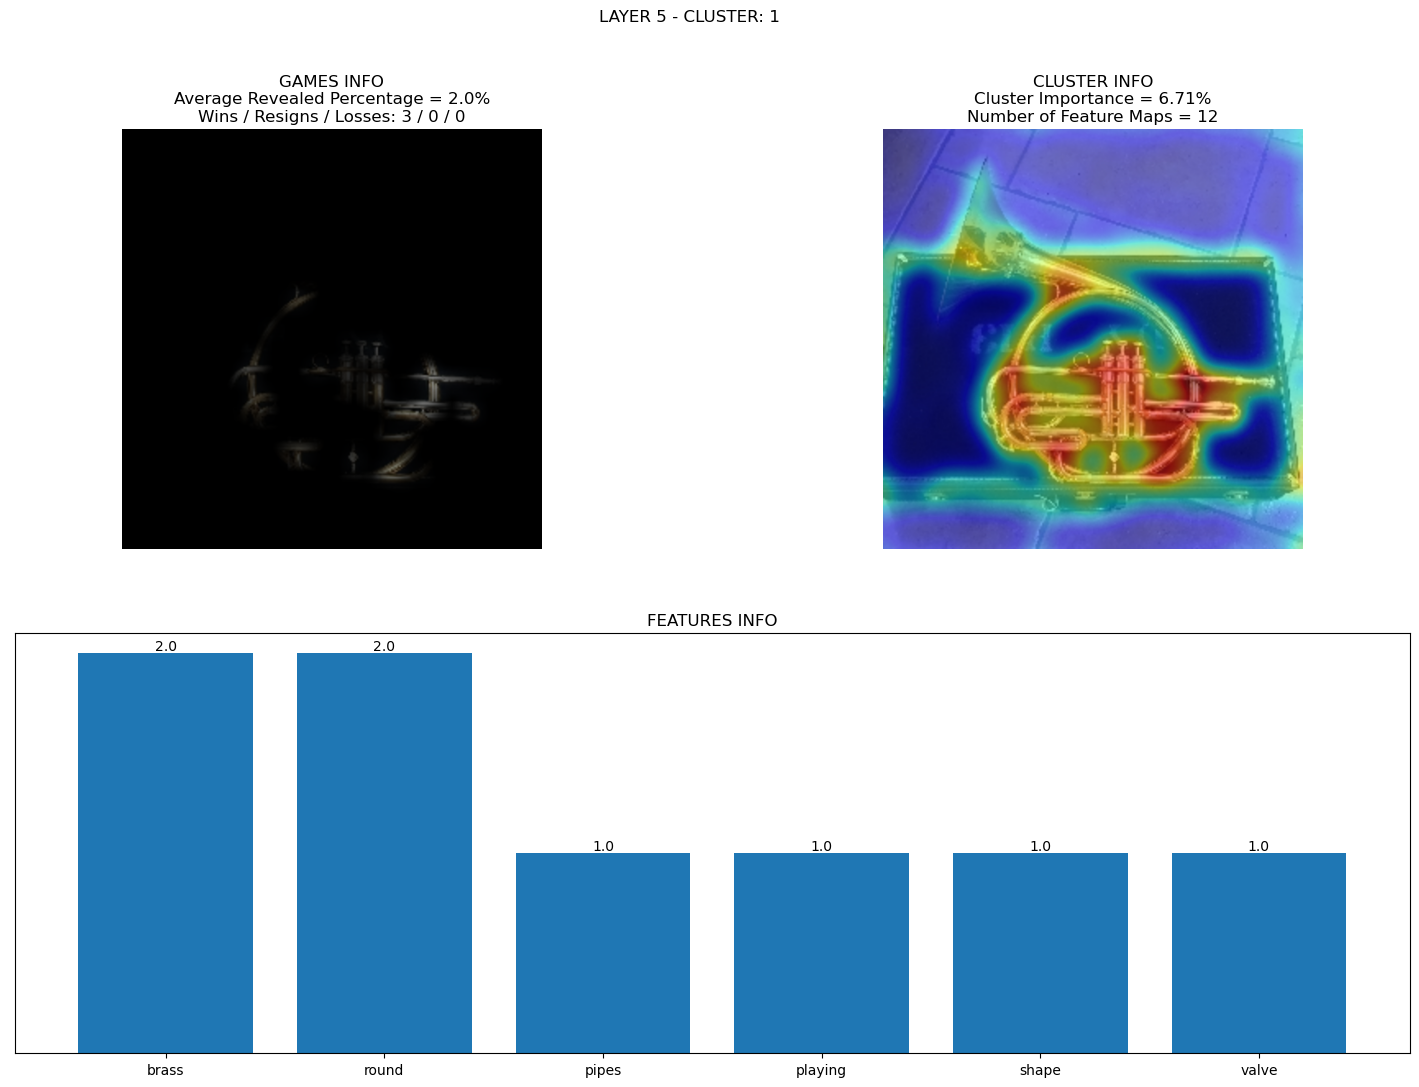 LAYER 5 - CLUSTER: 1
GAMES INFO
Average Revealed Percentage = 2.0%
Wins / Resigns / Losses: 3 / 0 / 0
CLUSTER INFO
Cluster Importance = 6.71%
Number of Feature Maps = 12
FEATURES INFO
2.0
2.0
1.0
1.0
1.0
1.0
brass
round
pipes
playing
shape
valve